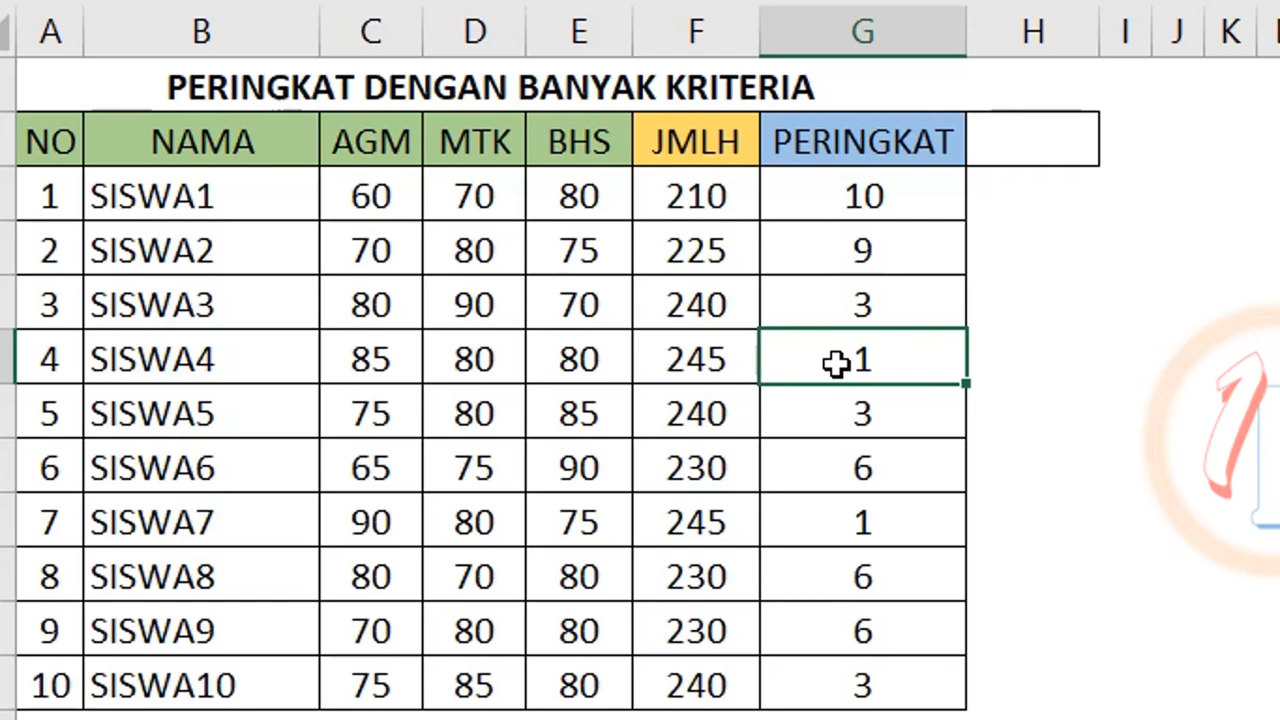 A B C D E F G H I J K
PERINGKAT DENGAN BANYAK KRITERIA
NO NAMA AGM MTK BHS JMLH PERINGKAT
1 SISWA1 60 70 80 210 10
2 SISWA2 70 80 75 225 9
3 SISWA3 80 90 70 240 3
4 SISWA4 85 80 80 245 1
5 SISWA5 75 80 85 240 3
6 SISWA6 65 75 90 230 6
7 SISWA7 90 80 75 245 1
8 SISWA8 80 70 80 230 6
9 SISWA9 70 80 80 230 6
10 SISWA10 75 85 80 240 3